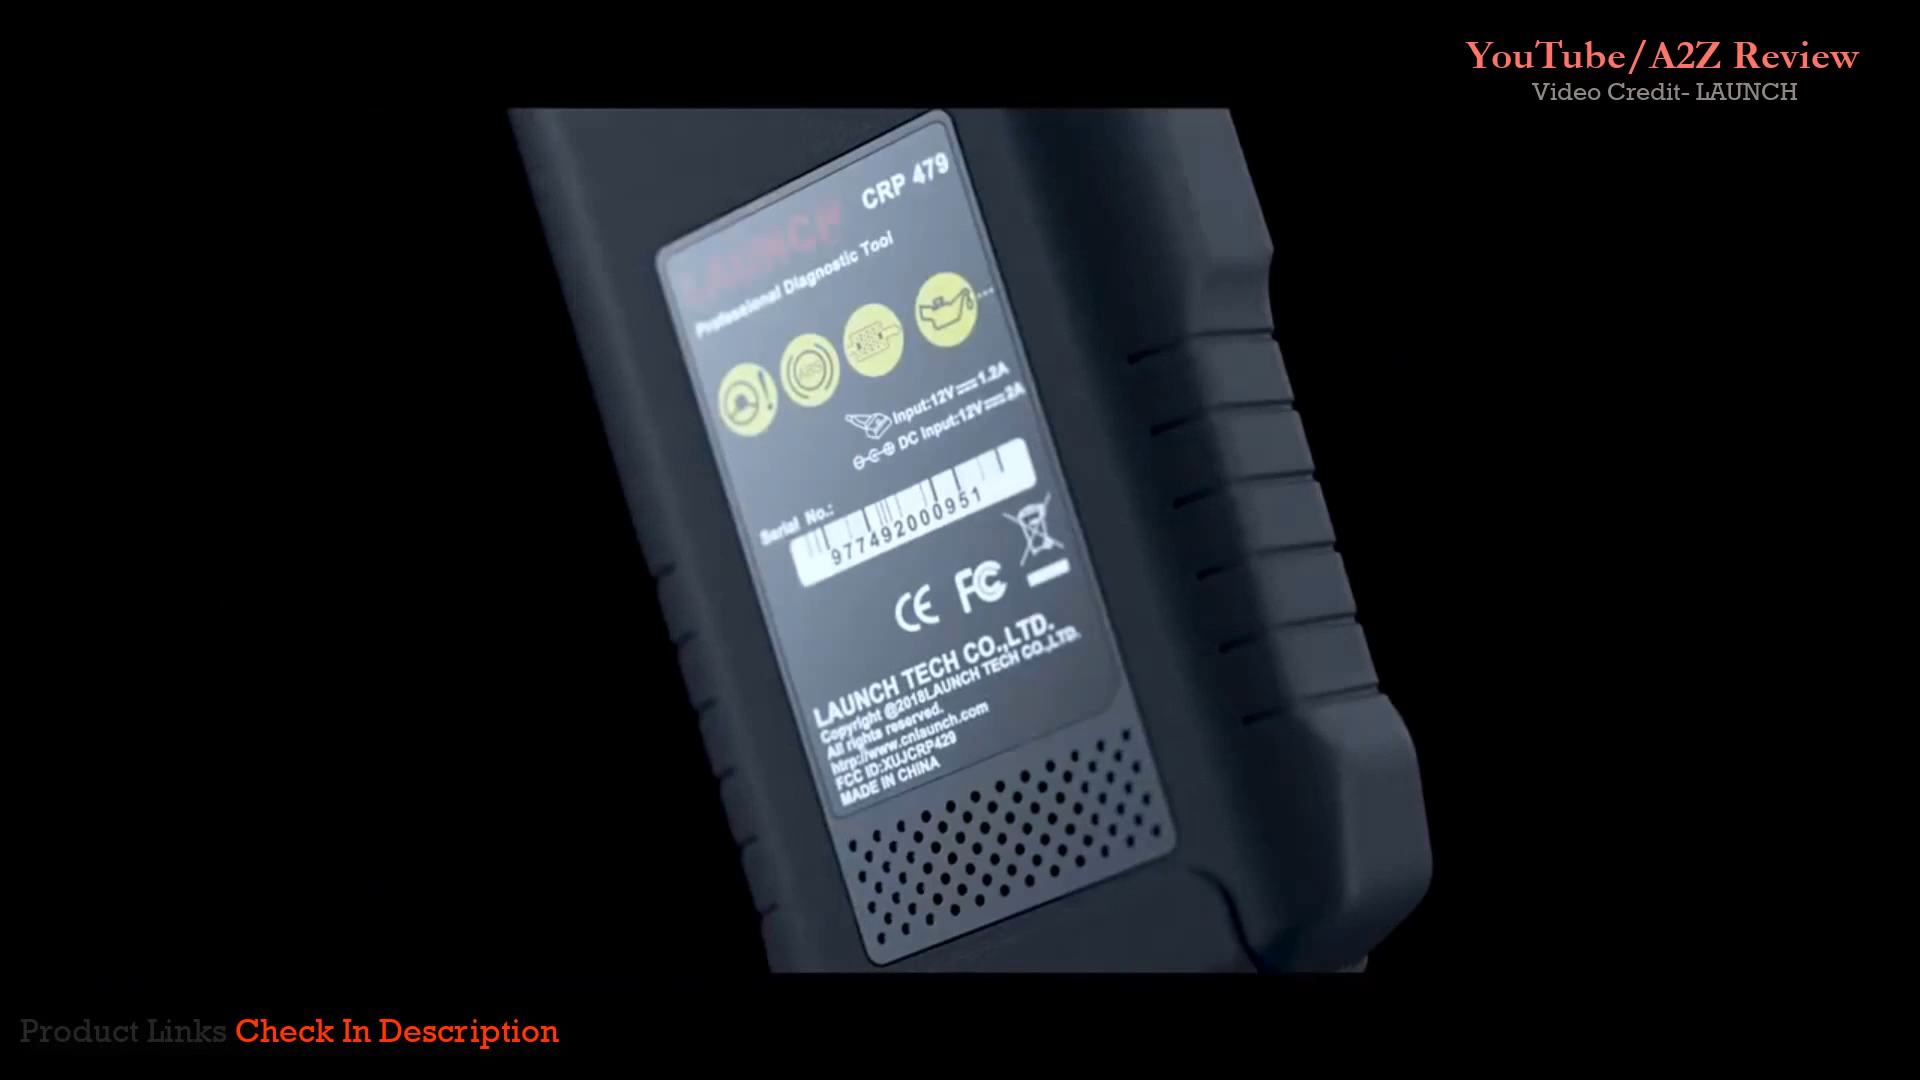 YouTube/A2Z Review
Video Credit- LAUNCH
LAUNCH
CRP 479
Professional Diagnostic Tool
ABS
Input:12V 1.2A
DC Input:12V 2A
Serial No.:
977492000951
CE FC
LAUNCH TECH CO.,LTD.
Copyright @2018LAUNCH TECH CO.,LTD.
All rights reserved.
http://www.cnlaunch.com
FCC ID:XUJCRP429
MADE IN CHINA
Product Links Check In Description